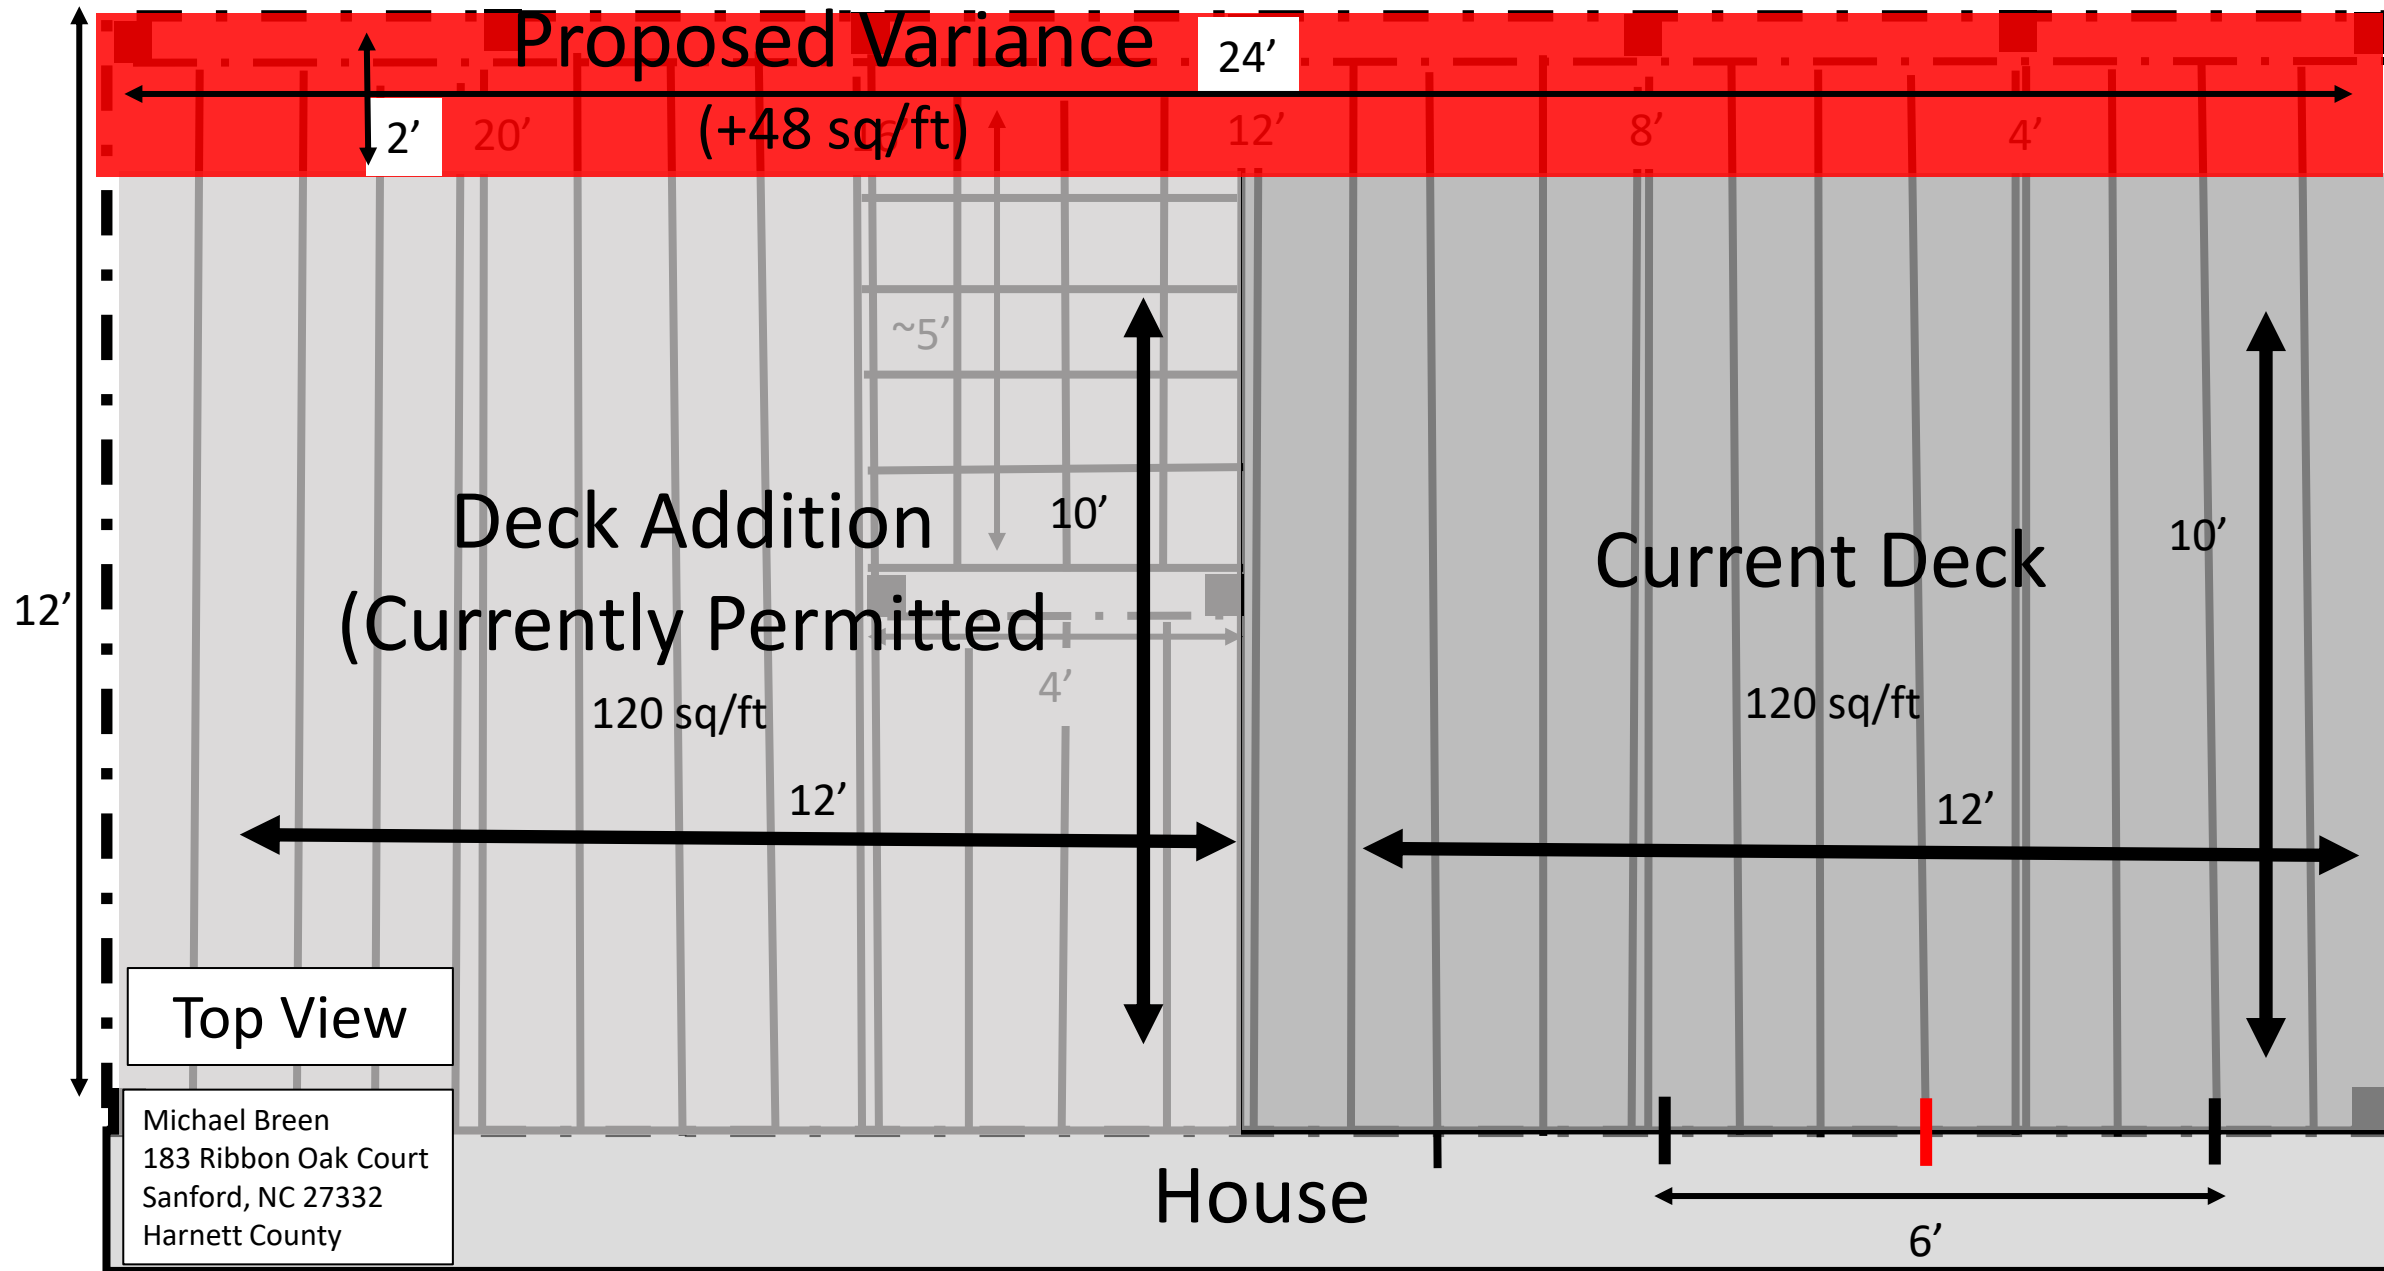 Proposed Variance
24’
2’
20’
(+48 sq/ft)
16’
12’
8’
4’
~5’
Deck Addition
(Currently Permitted
10’
Current Deck
10’
12’
4’
120 sq/ft
120 sq/ft
12’
12’
Top View
Michael Breen
183 Ribbon Oak Court
Sanford, NC 27332
Harnett County
House
6’